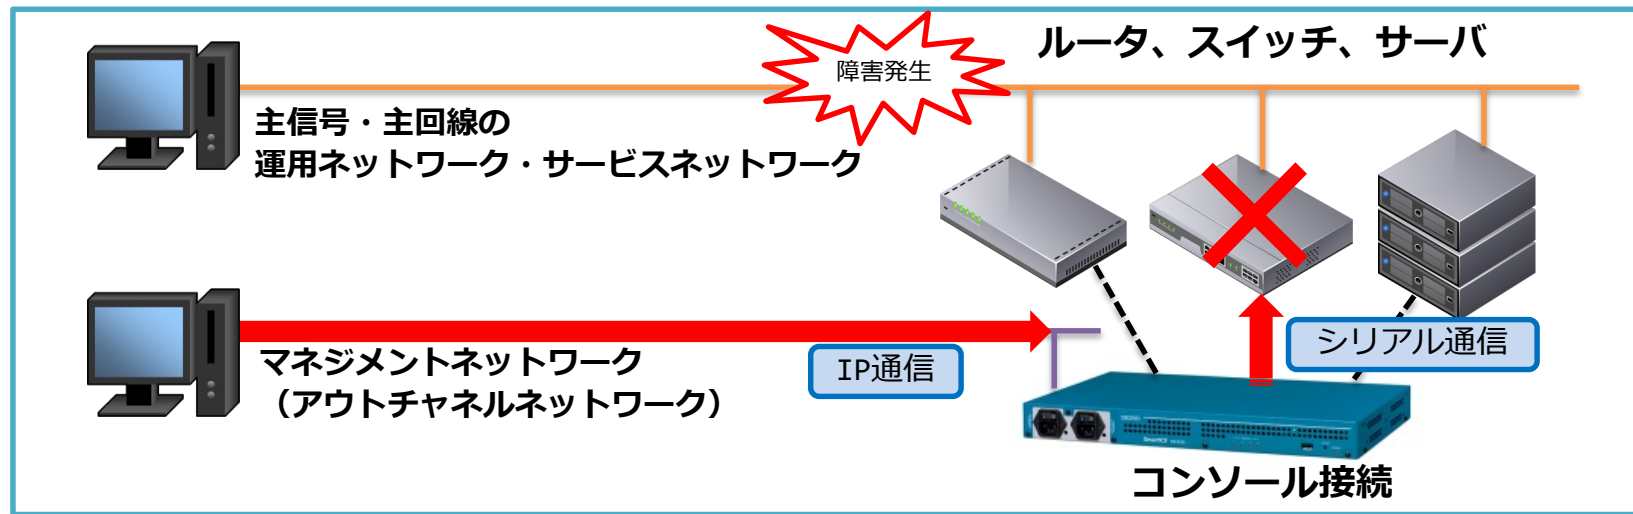 障害発生
ルータ、スイッチ、サーバ
主信号・主回線の
運用ネットワーク・サービスネットワーク
マネジメントネットワーク
（アウトチャネルネットワーク）
IP通信
シリアル通信
コンソール接続